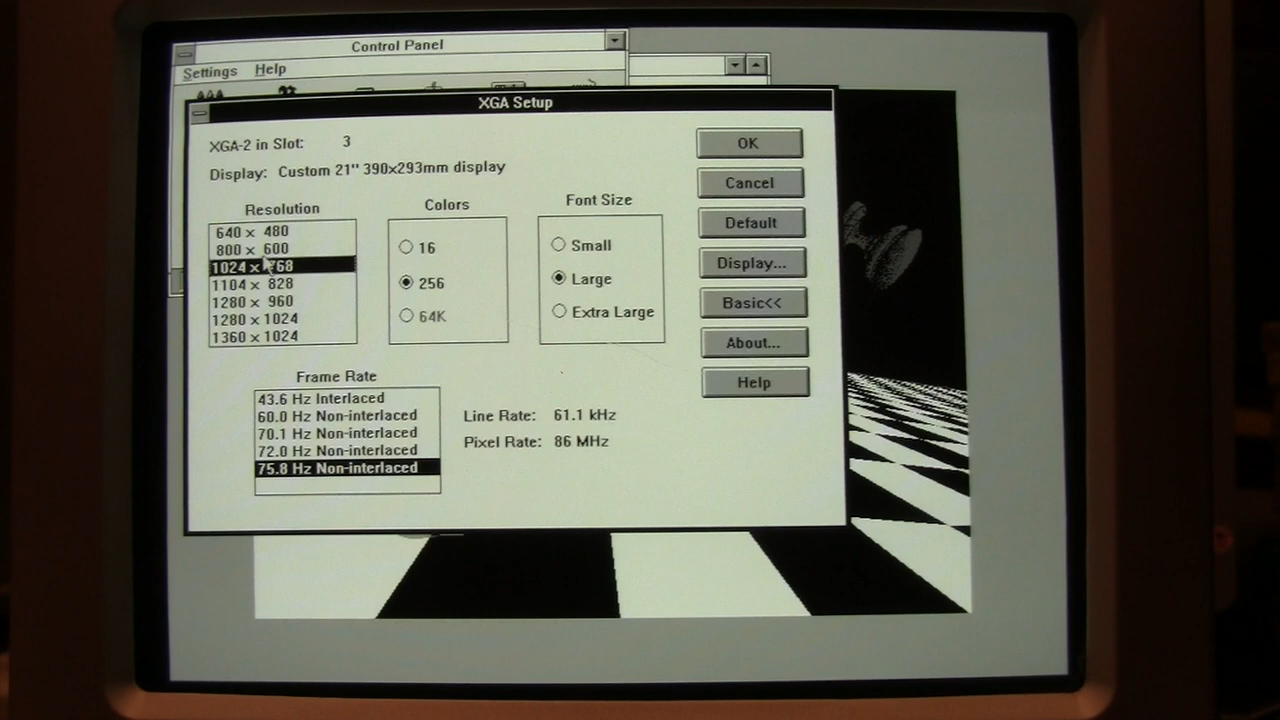 Control Panel
Settings Help
XGA Setup
XGA-2 in Slot: 3
Display: Custom 21" 390x293mm display
Resolution
640 x 480
800 x 600
1024 x 768
1104 x 828
1280 x 960
1280 x 1024
1360 x 1024
Colors
16
256
64K
Font Size
Small
Large
Extra Large
OK
Cancel
Default
Display...
Basic<<
About...
Help
Frame Rate
43.6 Hz Interlaced
60.0 Hz Non-interlaced
70.1 Hz Non-interlaced
72.0 Hz Non-interlaced
75.8 Hz Non-interlaced
Line Rate: 61.1 kHz
Pixel Rate: 86 MHz